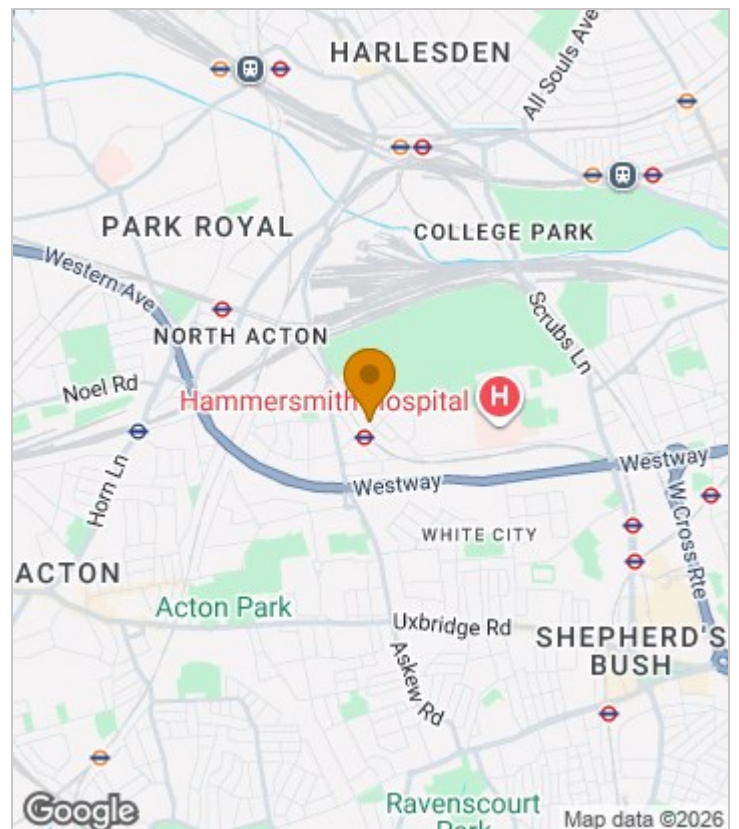 HARLESDEN
All Souls Ave
PARK ROYAL
COLLEGE PARK
Western Ave
Scrubs Ln
NORTH ACTON
Noel Rd
Hammersmith Hospital
H
Horn Ln
Westway
Westway
W Cross Rte
WHITE CITY
ACTON
Acton Park
Uxbridge Rd
SHEPHERD'S
BUSH
Askew Rd
Ravenscourt
Park
Google
Map data ©2026